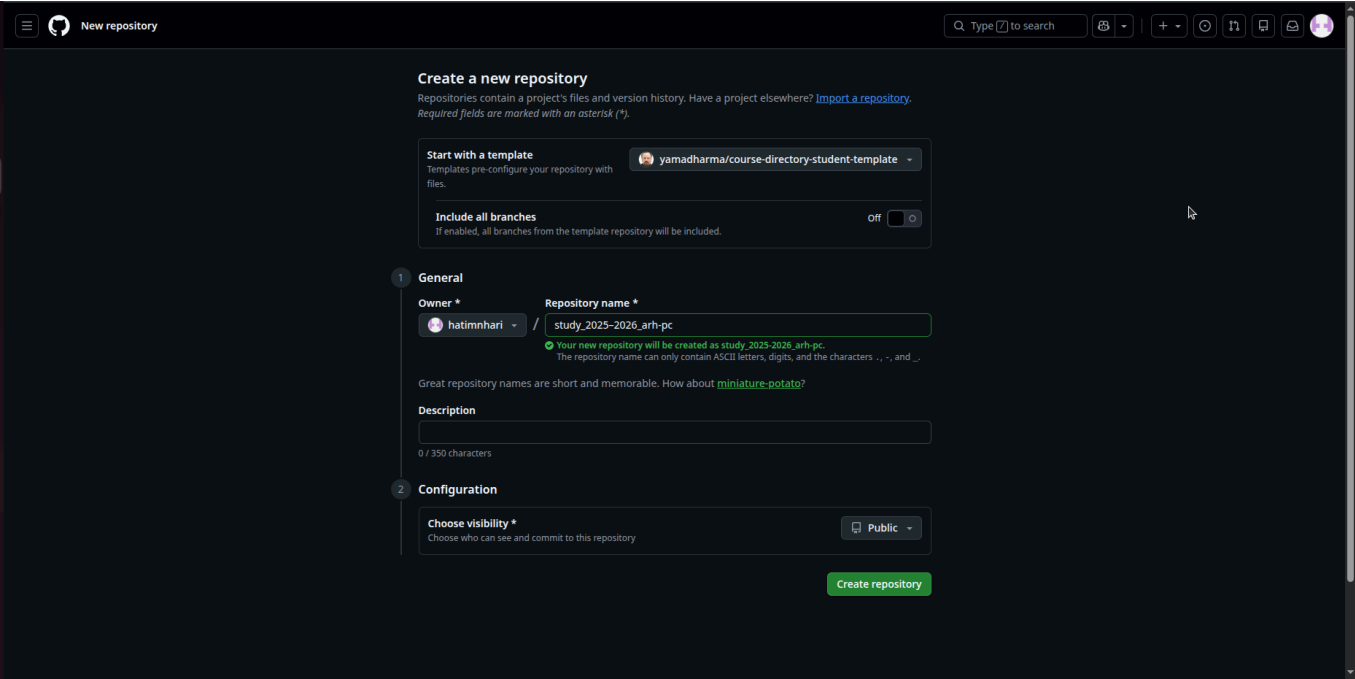 New repository
Type / to search
Create a new repository
Repositories contain a project's files and version history. Have a project elsewhere? Import a repository.
Required fields are marked with an asterisk (*).
Start with a template
Templates pre-configure your repository with
files.
yamadharma/course-directory-student-template
Include all branches
If enabled, all branches from the template repository will be included.
Off
1 General
Owner *
Repository name *
hatimnhari / study_2025–2026_arh-pc
Your new repository will be created as study_2025-2026_arh-pc.
The repository name can only contain ASCII letters, digits, and the characters ., -, and _.
Great repository names are short and memorable. How about miniature-potato?
Description
0 / 350 characters
2 Configuration
Choose visibility *
Choose who can see and commit to this repository
Public
Create repository